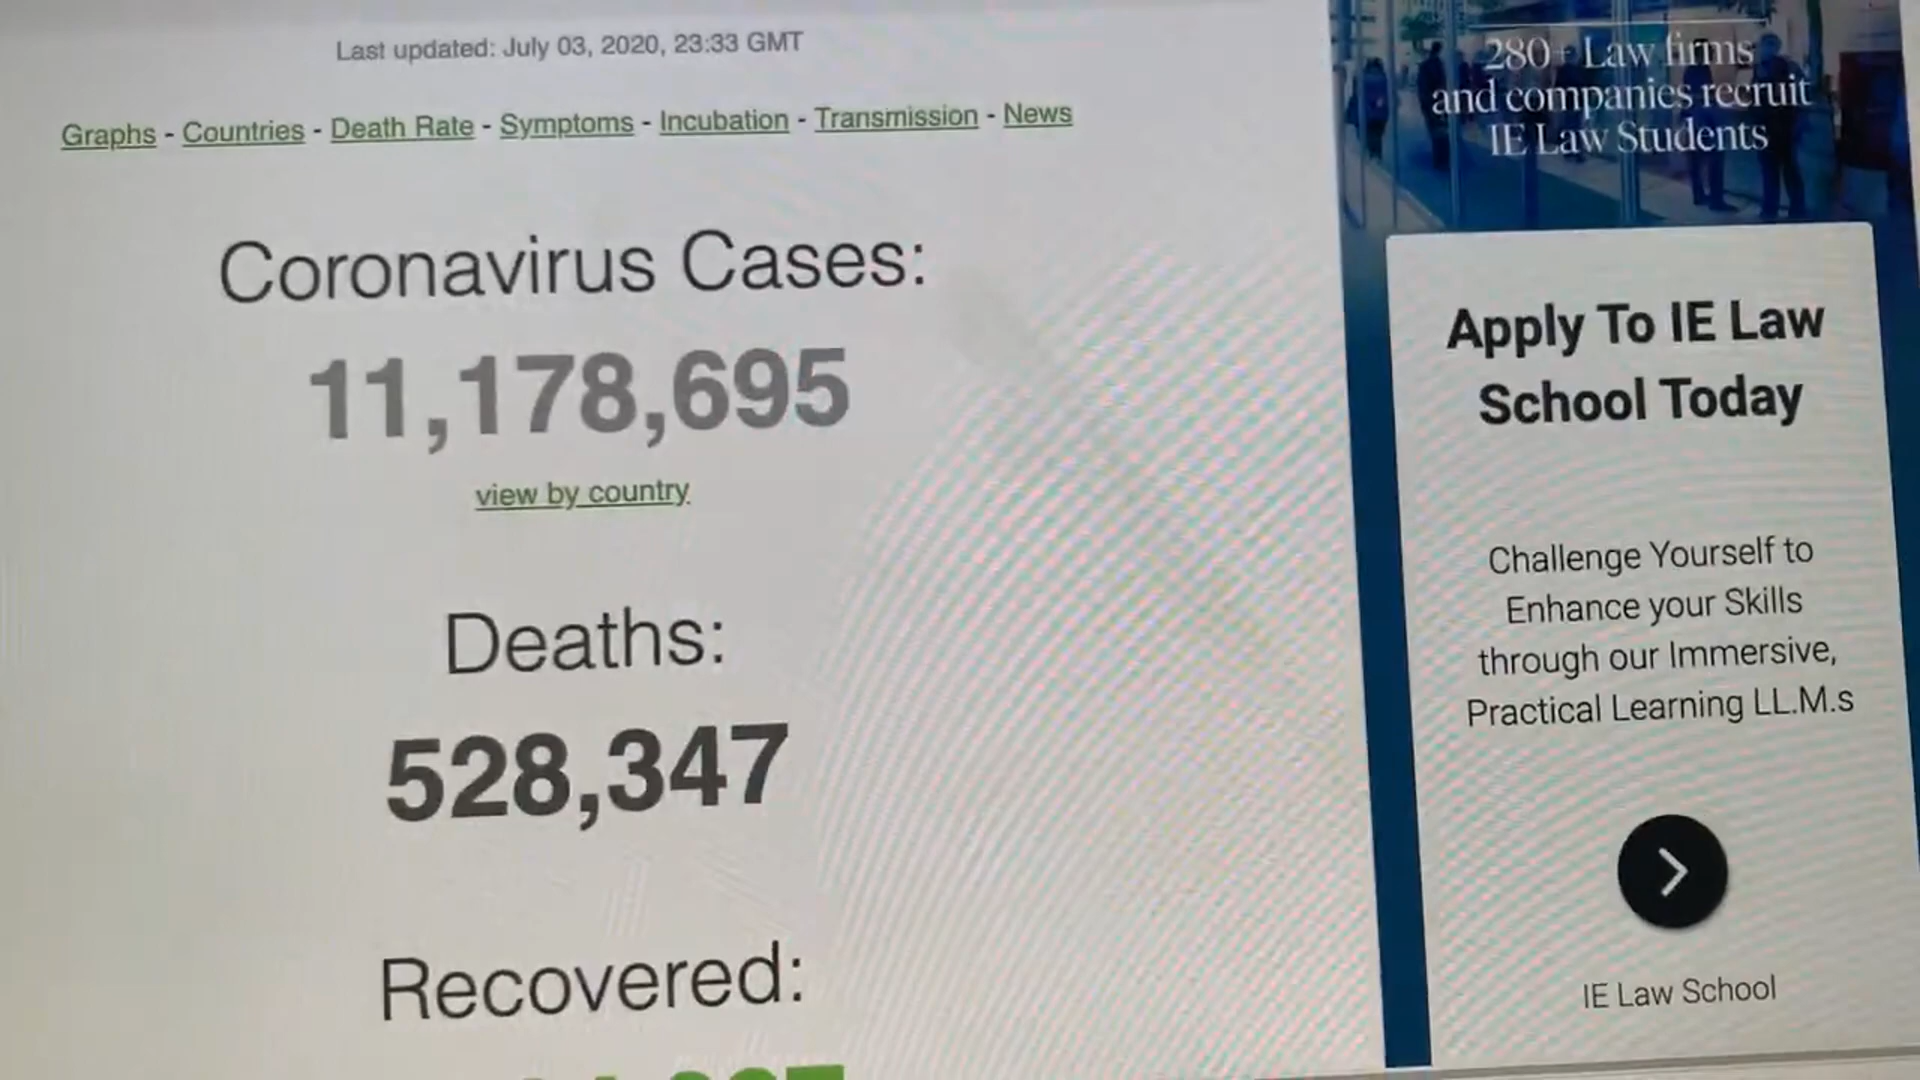 Last updated: July 03, 2020, 23:33 GMT
Graphs - Countries - Death Rate - Symptoms - Incubation - Transmission - News
Coronavirus Cases:
11,178,695
view by country
Deaths:
528,347
Recovered:
280+ Law firms
and companies recruit
IE Law Students
Apply To IE Law
School Today
Challenge Yourself to
Enhance your Skills
through our Immersive,
Practical Learning LL.M.s
IE Law School